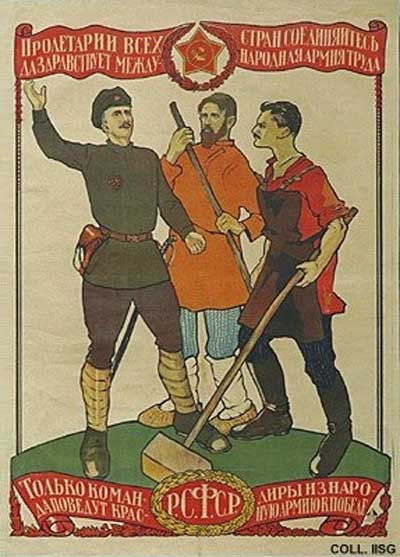 ПРОЛЕТАРИИ ВСЕХ СТРАН СОЕДИНЯЙТЕСЬ
ДА ЗДРАВСТВУЕТ МЕЖДУ- НАРОДНАЯ АРМИЯ ТРУДА
ТОЛЬКО КОМАН- ДИРЫ ИЗ НАРО-
ДА ПОВЕДУТ КРАС- НУЮ АРМИЮ К ПОБЕДЕ
Р.С.Ф.С.Р.
COLL. IISG